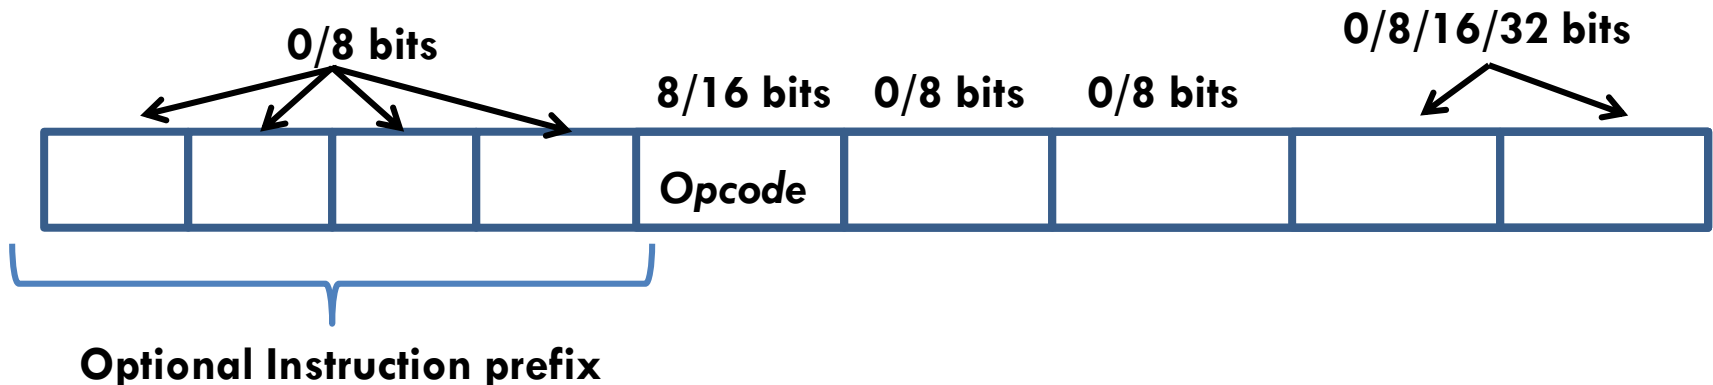 0/8 bits
0/8/16/32 bits
8/16 bits
0/8 bits
0/8 bits
Opcode
Optional Instruction prefix